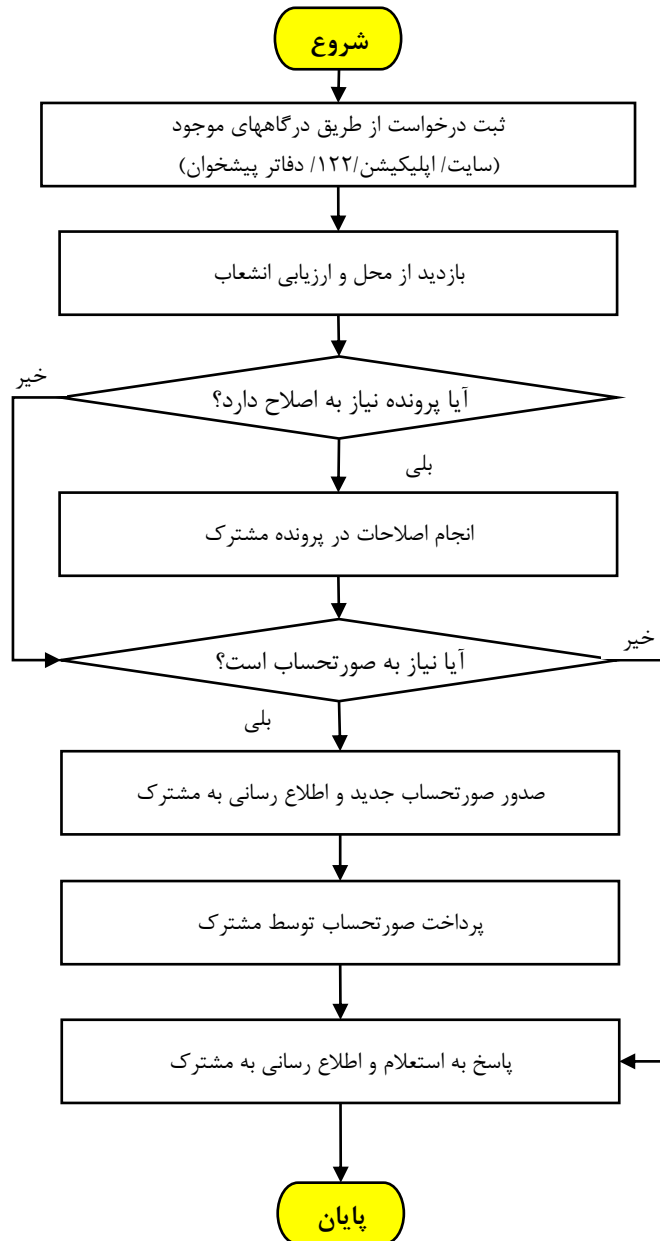 شروع
ثبت درخواست از طریق درگاههای موجود
(سایت/ اپلیکیشن/۱۲۲/ دفاتر پیشخوان)
بازدید از محل و ارزیابی انشعاب
آیا پرونده نیاز به اصلاح دارد؟
خیر
بلی
انجام اصلاحات در پرونده مشترک
آیا نیاز به صورتحساب است؟
خیر
بلی
صدور صورتحساب جدید و اطلاع رسانی به مشترک
پرداخت صورتحساب توسط مشترک
پاسخ به استعلام و اطلاع رسانی به مشترک
پایان